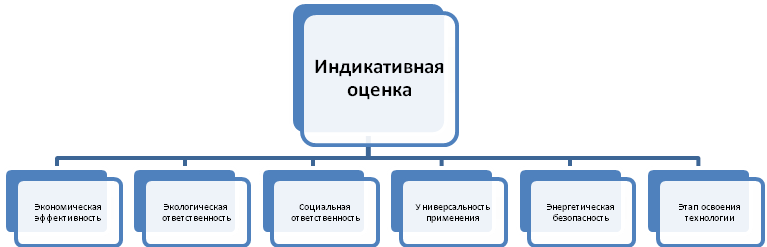 Индикативная
оценка
Экономическая
эффективность
Экологическая
ответственность
Социальная
ответственность
Универсальность
применения
Энергетическая
безопасность
Этап освоения
технологии